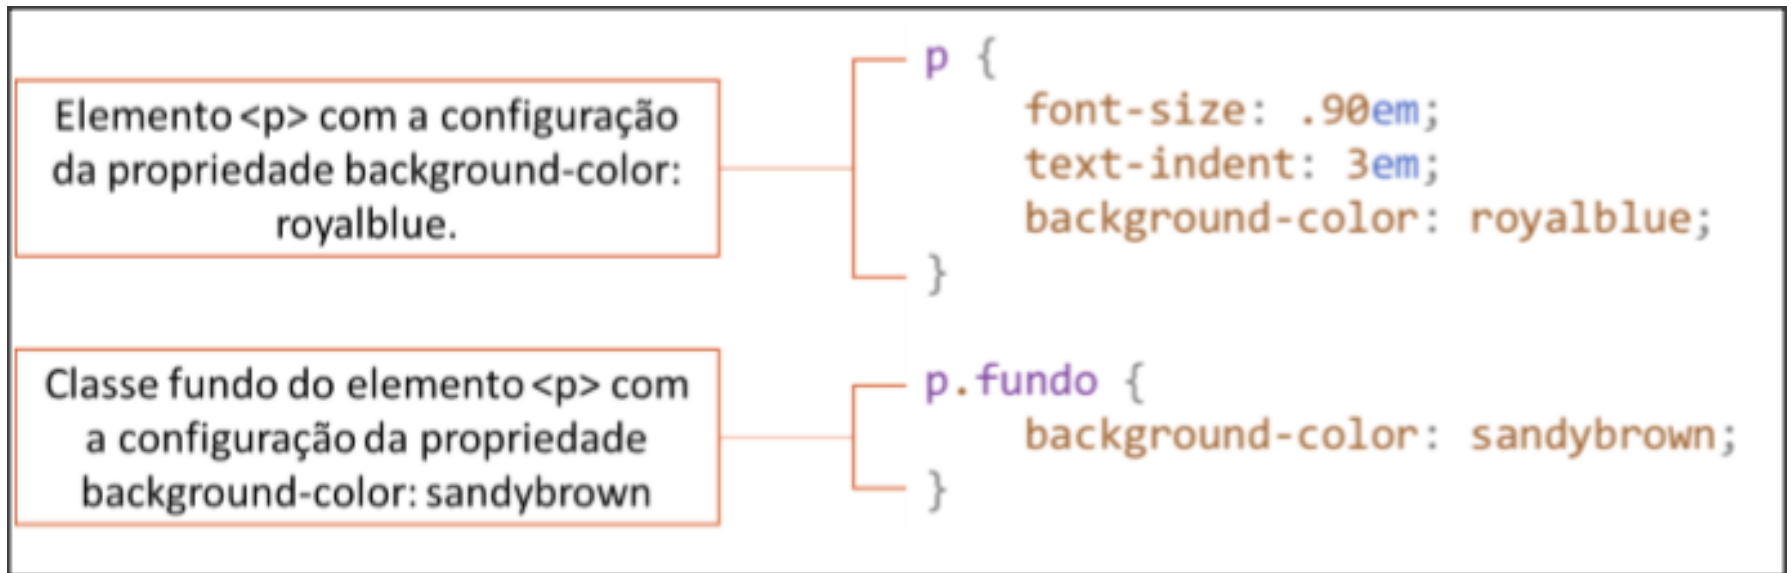 Elemento <p> com a configuração
da propriedade background-color:
royalblue.
p {
font-size: .90em;
text-indent: 3em;
background-color: royalblue;
}
Classe fundo do elemento <p> com
a configuração da propriedade
background-color: sandybrown
p.fundo {
background-color: sandybrown;
}